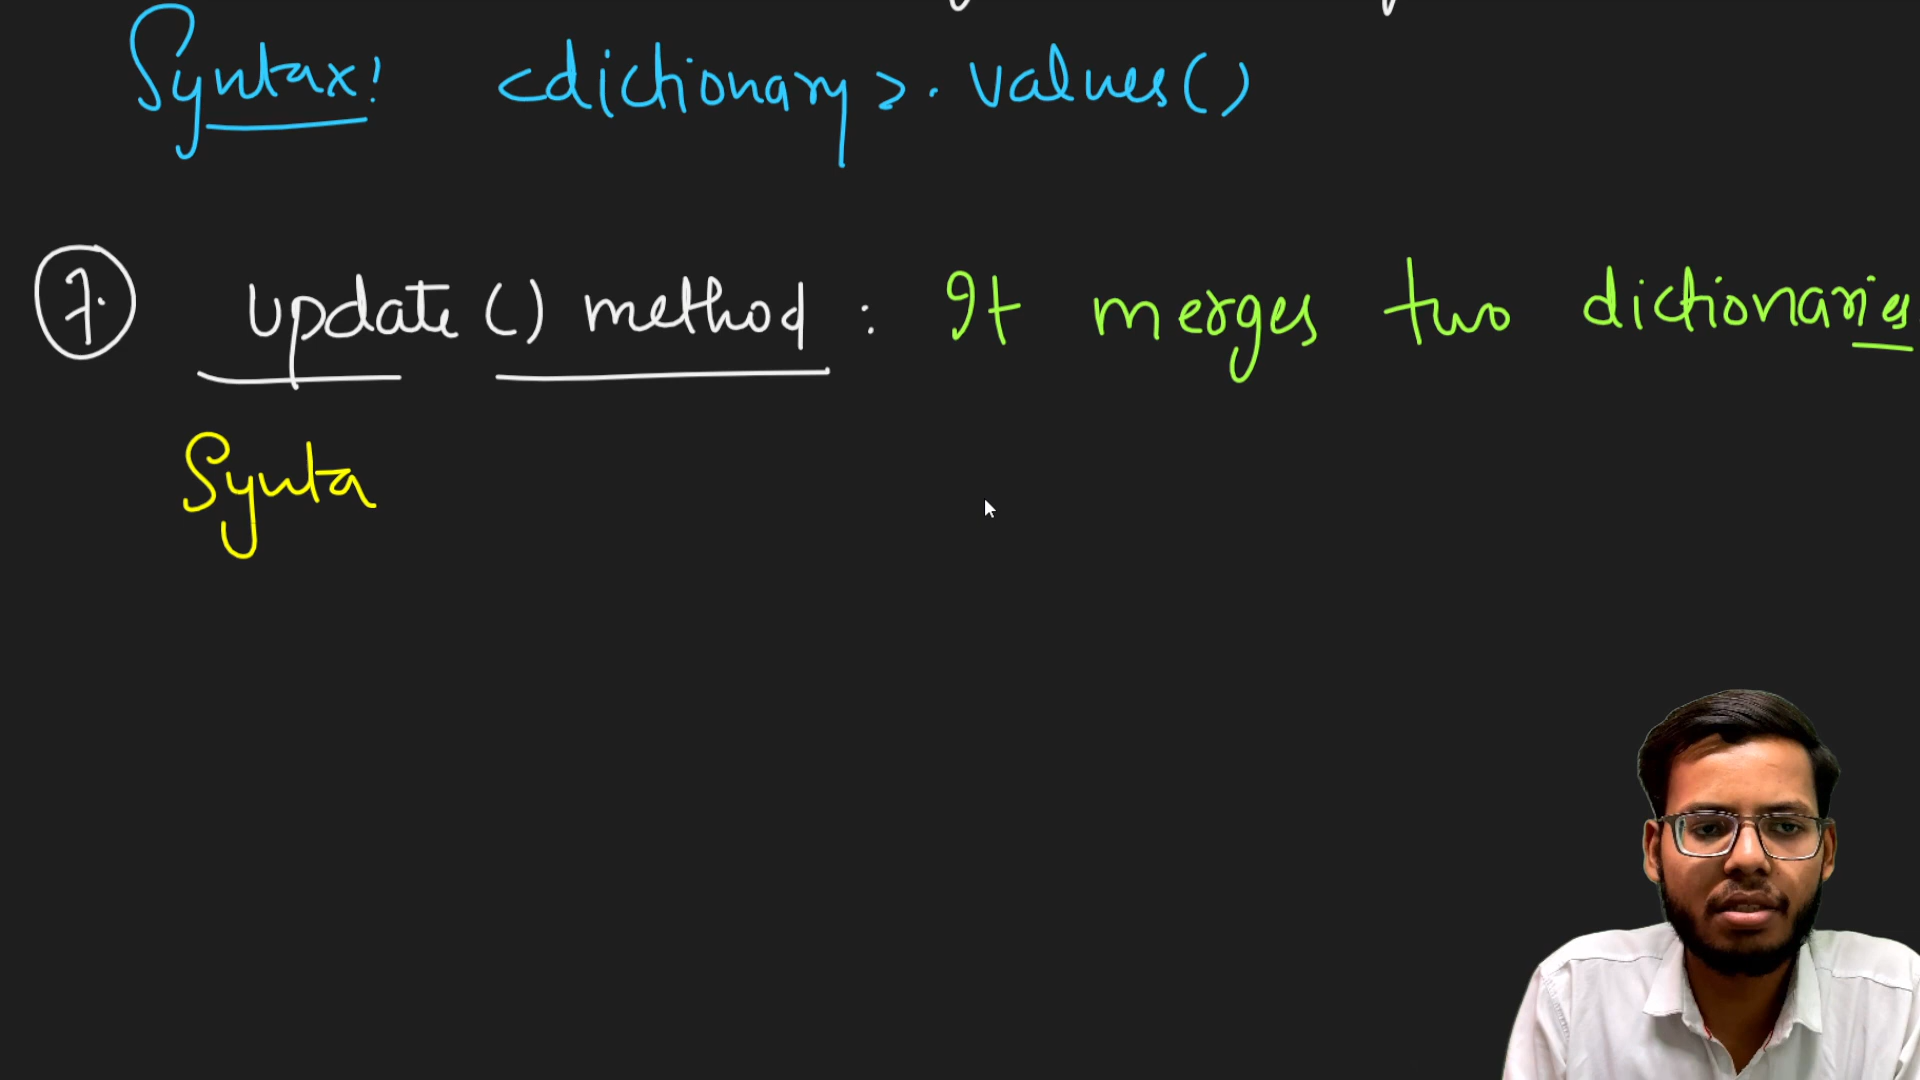 Syntax: <dictionary>.values()
7. update () method : It merges two dictionaries
Synta